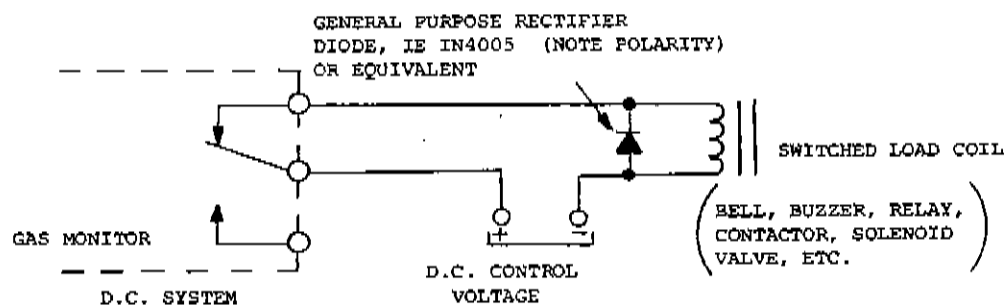 GENERAL PURPOSE RECTIFIER
DIODE, IE IN4005 (NOTE POLARITY)
OR EQUIVALENT
SWITCHED LOAD COIL
BELL, BUZZER, RELAY,
CONTACTOR, SOLENOID
VALVE, ETC.
GAS MONITOR
+ -
D.C. CONTROL
VOLTAGE
D.C. SYSTEM